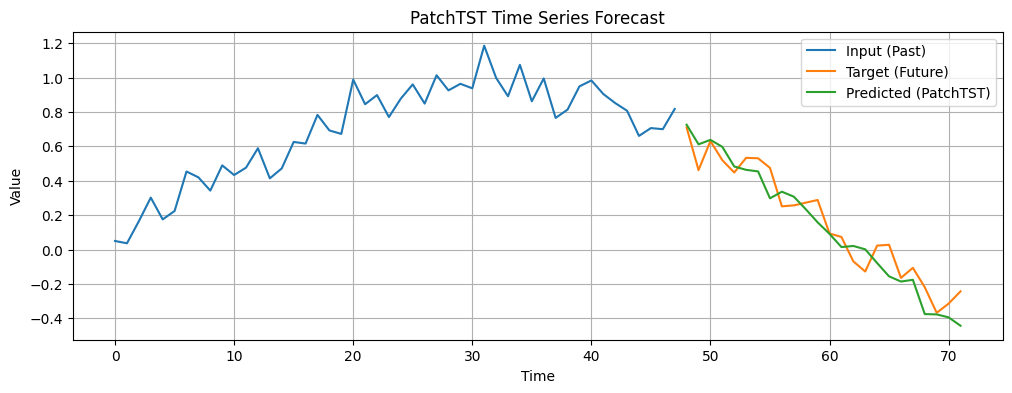 PatchTST Time Series Forecast
Input (Past)
Target (Future)
Predicted (PatchTST)
Value
1.2
1.0
0.8
0.6
0.4
0.2
0.0
−0.2
−0.4
0 10 20 30 40 50 60 70
Time